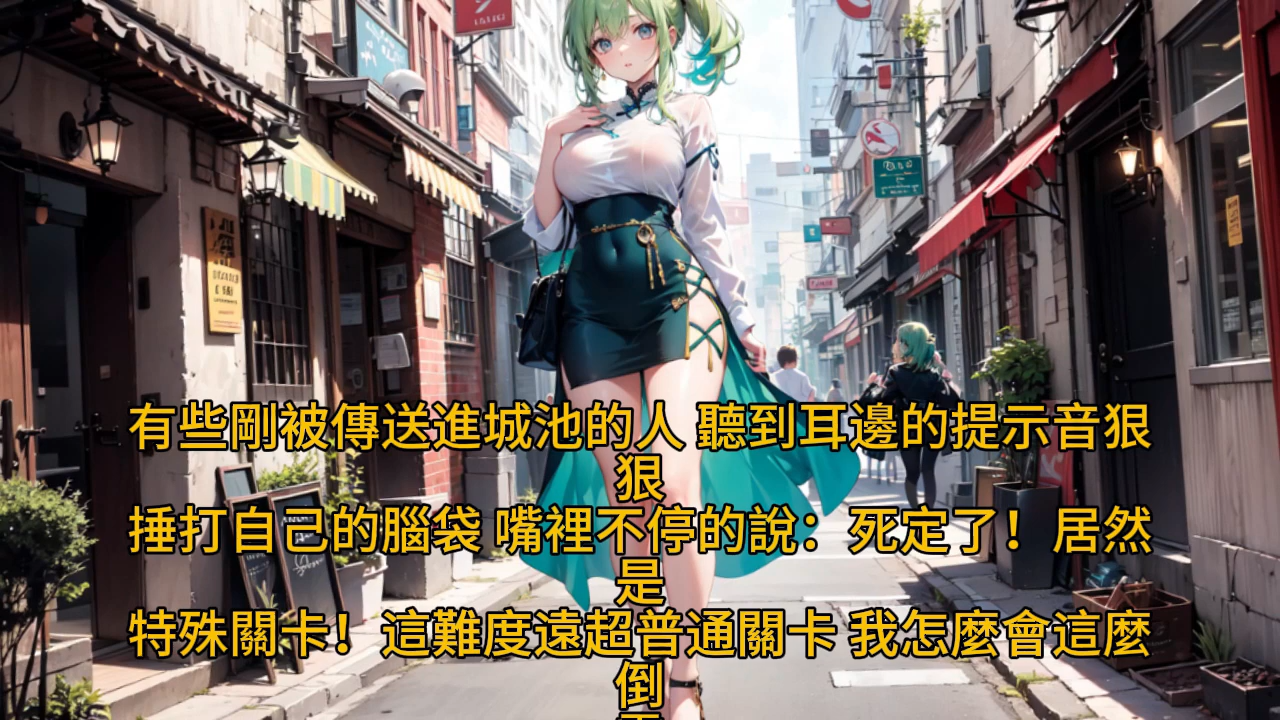 有些剛被傳送進城池的人 聽到耳邊的提示音狠
狠
捶打自己的腦袋 嘴裡不停的說：死定了！居然
是
特殊關卡！這難度遠超普通關卡 我怎麼會這麼
倒